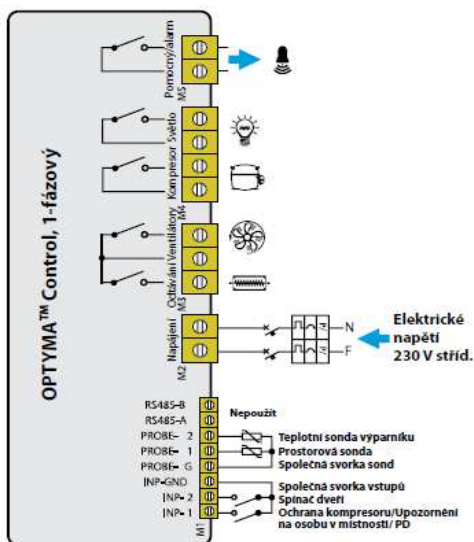 OPTYMA™ Control, 1-fázový
Pomocný/alarm
M5
Světlo
Kompresor
M4
Ventilátory
Odtávání
M3
Napájení
M2
N
F
Elektrické
napětí
230 V stříd.
RS485-B
RS485-A
Nepoužít
PROBE- 2
Teplotní sonda výparníku
PROBE- 1
Prostorová sonda
PROBE- G
Společná svorka sond
INP-GND
Společná svorka vstupů
INP- 2
Spínač dveří
INP- 1
Ochrana kompresoru/Upozornění
na osobu v místnosti/ PD
M1